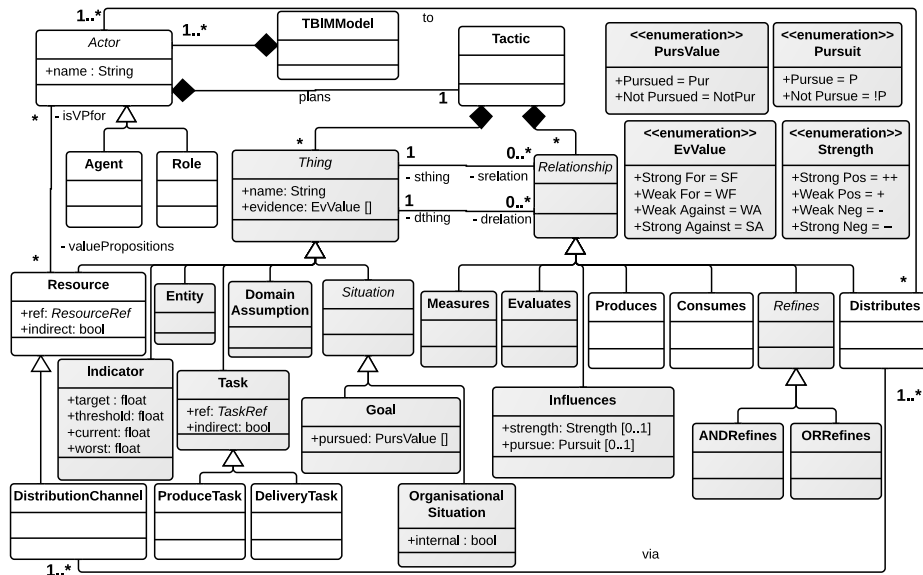 1..*
to
Actor
+name : String
1..*
TBIMModel
Tactic
plans
1
<<enumeration>>
PursValue
+Pursued = Pur
+Not Pursued = NotPur
<<enumeration>>
Pursuit
+Pursue = P
+Not Pursue = !P
*
- isVPfor
Agent
Role
*
Thing
+name: String
+evidence: EvValue []
1
- sthing
0..*
- srelation
1
- dthing
0..*
- drelation
*
Relationship
<<enumeration>>
EvValue
+Strong For = SF
+Weak For = WF
+Weak Against = WA
+Strong Against = SA
<<enumeration>>
Strength
+Strong Pos = ++
+Weak Pos = +
+Weak Neg = -
+Strong Neg = --
- valuePropositions
*
Resource
+ref: ResourceRef
+indirect: bool
Entity
Domain
Assumption
Situation
Measures
Evaluates
Produces
Consumes
Refines
*
Distributes
Indicator
+target : float
+threshold: float
+current: float
+worst: float
Task
+ref: TaskRef
+indirect: bool
Goal
+pursued: PursValue []
Influences
+strength: Strength [0..1]
+pursue: Pursuit [0..1]
1..*
ANDRefines
ORRefines
DistributionChannel
ProduceTask
DeliveryTask
Organisational
Situation
+internal : bool
1..*
via